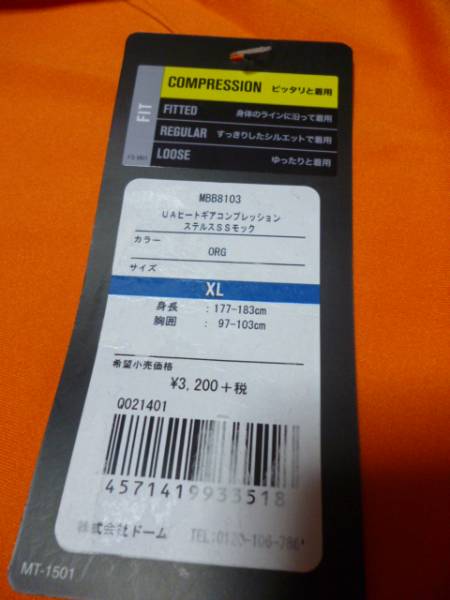 FIT
COMPRESSION ピッタリと着用
FITTED 身体のラインに沿って着用
REGULAR すっきりしたシルエットで着用
LOOSE ゆったりと着用
MBB8103
UAヒートギアコンプレッション
ステルスSSモック
カラー
ORG
サイズ
XL
身長 : 177-183cm
胸囲 : 97-103cm
希望小売価格
¥3,200+税
Q021401
4571419933518
株式会社ドーム TEL:0120-106-786
MT-1501